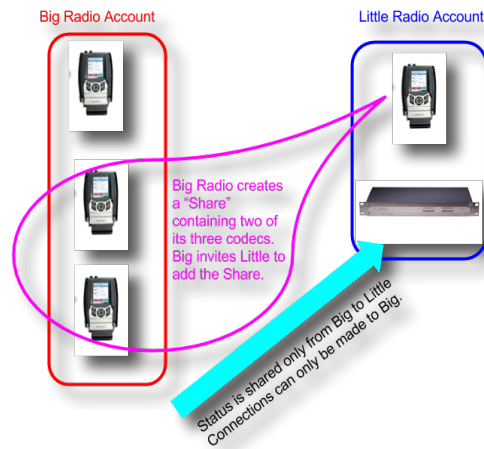 Big Radio Account
Little Radio Account
Big Radio creates
a “Share”
containing two of
its three codecs.
Big invites Little to
add the Share.
Status is shared only from Big to Little
Connections can only be made to Big.